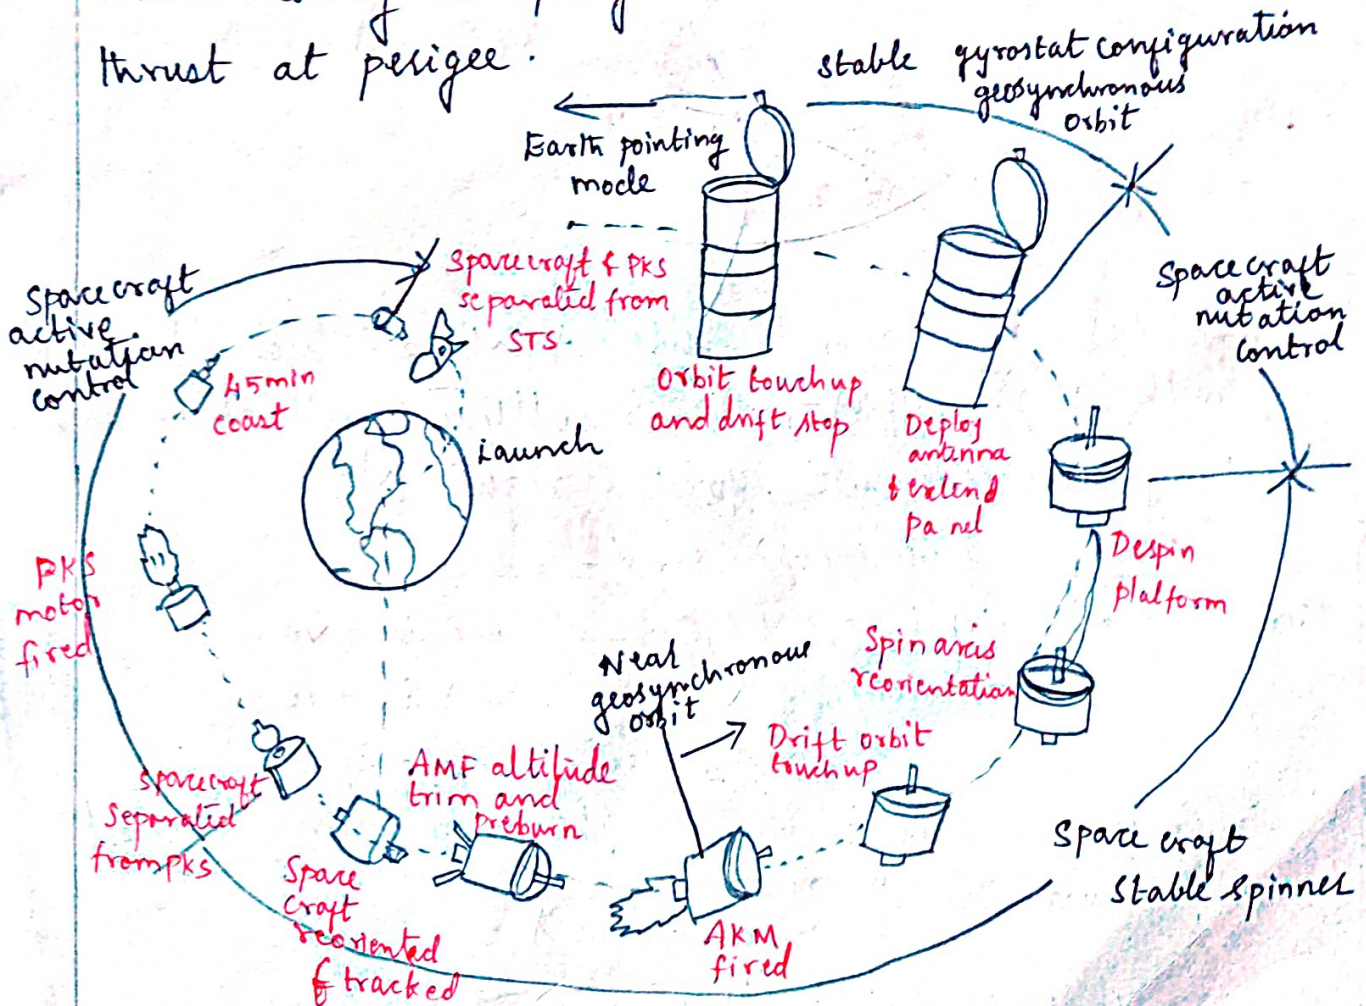 thrust at perigee.
Stable gyrostat configuration
geosynchronous
orbit
Earth pointing
mode
Spacecraft & PKS
separated from
STS.
Spacecraft
active
nutation
control
45min
coast
Launch
Orbit touchup
and drift stop
Deploy
antenna
& extend
panel
Spacecraft
active
nutation
control
Despin
platform
PKS
motor
fired
Spin axis
reorientation
Near
geosynchronous
orbit
Drift orbit
touchup
AMF altitude
trim and
preburn
Spacecraft
Separated
from pks
Space
Craft
reoriented
& tracked
AKM
fired
Space craft
Stable Spinner